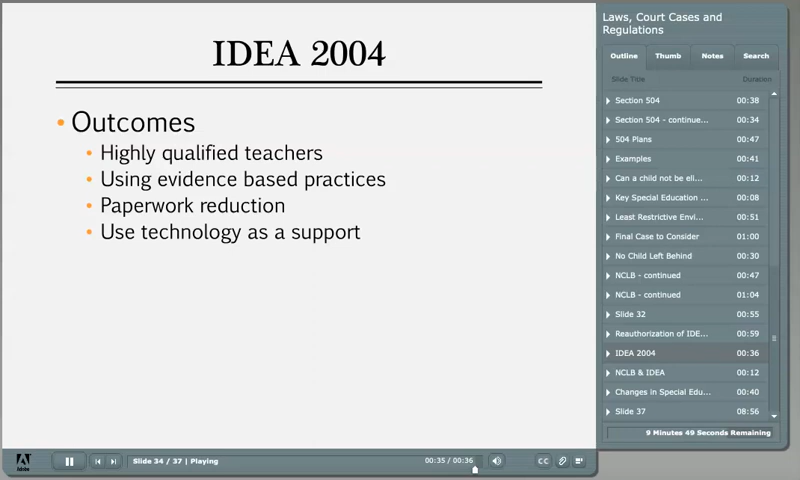 IDEA 2004
• Outcomes
• Highly qualified teachers
• Using evidence based practices
• Paperwork reduction
• Use technology as a support
Laws, Court Cases and
Regulations
Outline Thumb Notes Search
Slide Title Duration
Section 504 00:38
Section 504 - continue... 00:34
504 Plans 00:47
Examples 00:41
Can a child not be eli... 00:12
Key Special Education ... 00:08
Least Restrictive Envi... 00:51
Final Case to Consider 01:00
No Child Left Behind 00:30
NCLB - continued 00:47
NCLB - continued 01:04
Slide 32 00:55
Reauthorization of IDE... 00:59
IDEA 2004 00:36
NCLB & IDEA 00:12
Changes in Special Edu... 00:40
Slide 37 08:56
9 Minutes 49 Seconds Remaining
Adobe
Slide 34 / 37 | Playing
00:35 / 00:36
CC